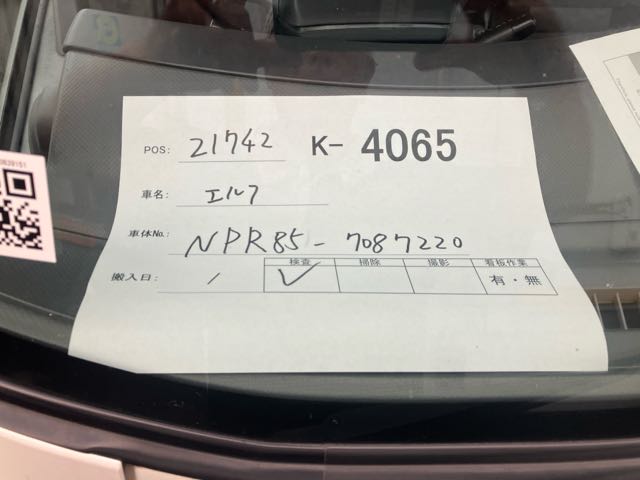 POS: 21742 K- 4065
車名: エルフ
車体No.: NPR85-7087220
検査 掃除 撮影 看板作業
搬入日: / ✓ 有・無